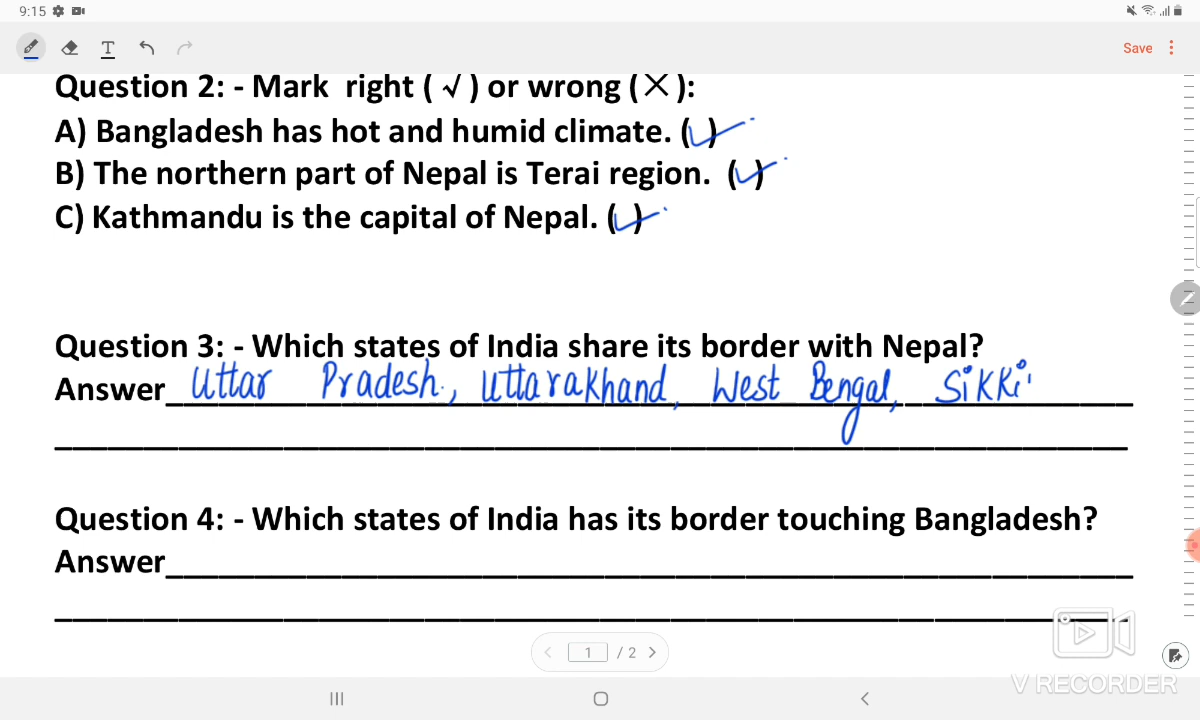 9:15
T
Save
Question 2: - Mark right ( √ ) or wrong ( ✕ ):
A) Bangladesh has hot and humid climate. (✓)
B) The northern part of Nepal is Terai region. (✓)
C) Kathmandu is the capital of Nepal. (✓)
Question 3: - Which states of India share its border with Nepal?
Answer Uttar Pradesh, Uttarakhand, West Bengal, Sikki
Question 4: - Which states of India has its border touching Bangladesh?
Answer
1 / 2
V RECORDER